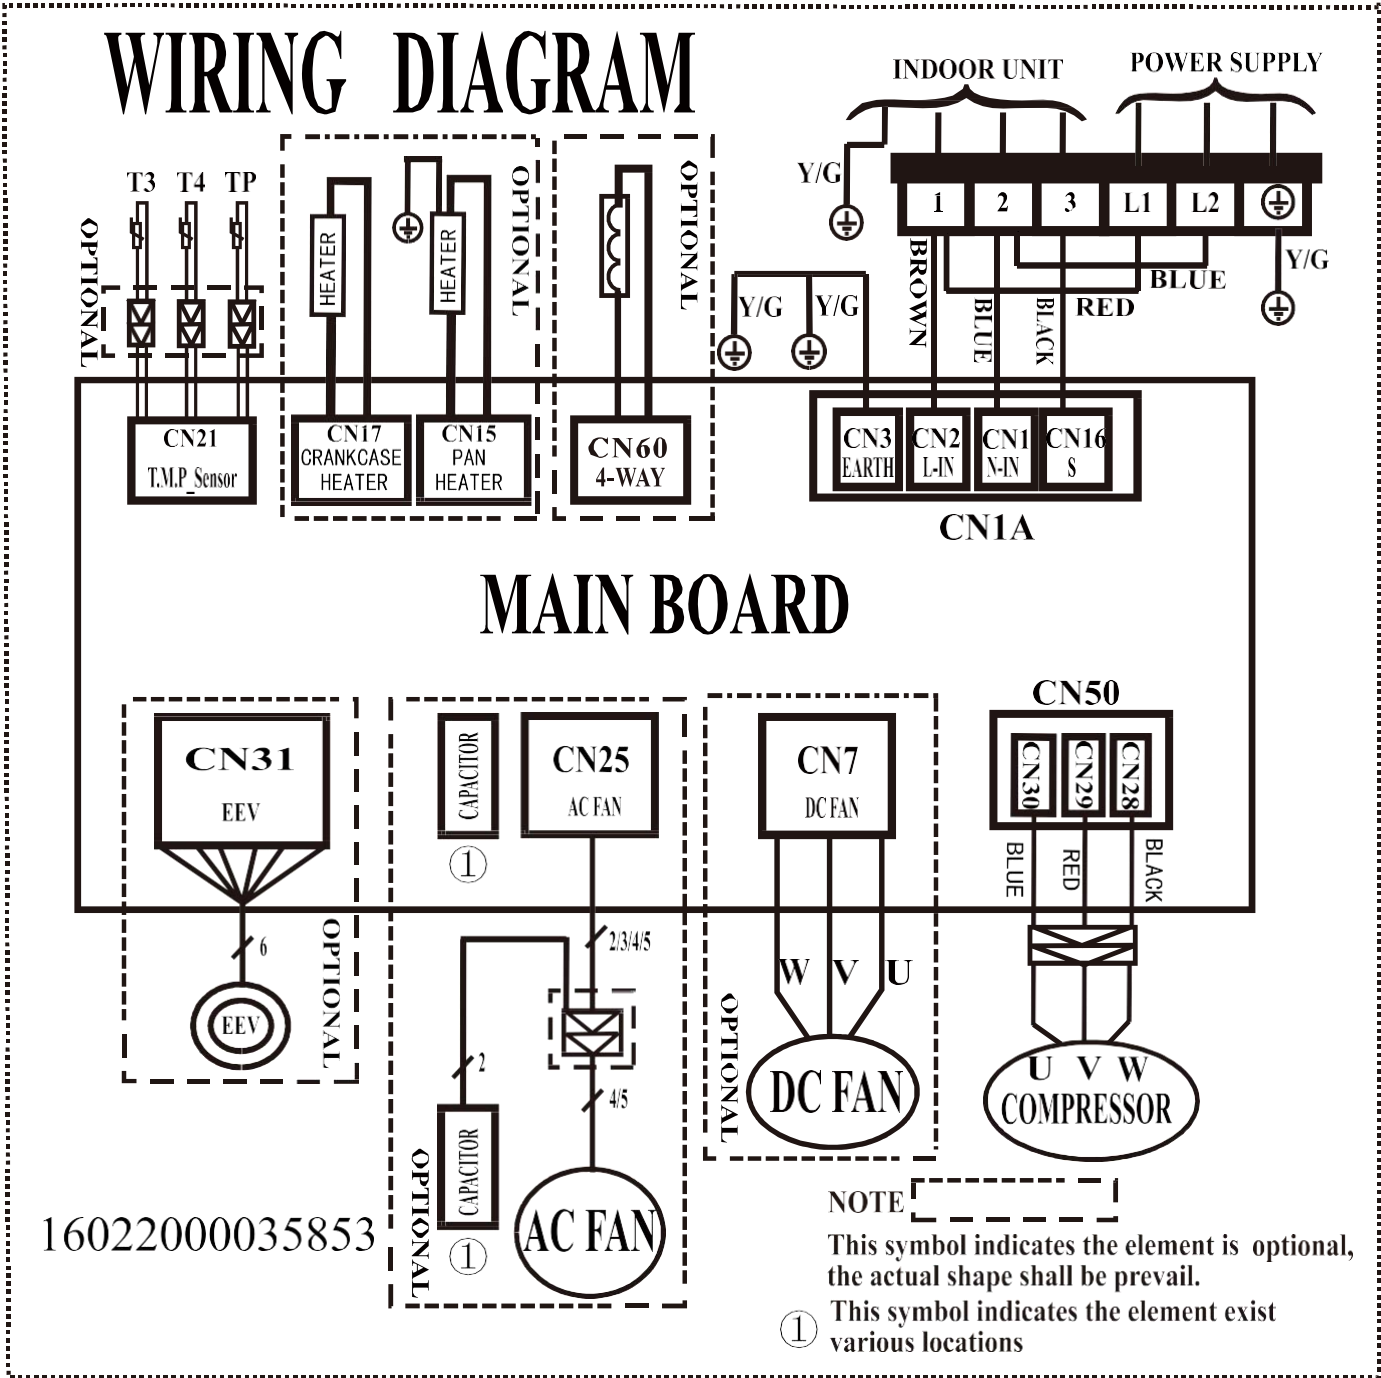 WIRING DIAGRAM
INDOOR UNIT
POWER SUPPLY
Y/G
1
2
3
L1
L2
Y/G
BROWN
BLUE
BLACK
RED
BLUE
T3
T4
TP
OPTIONAL
HEATER
HEATER
OPTIONAL
OPTIONAL
Y/G
Y/G
CN21
T.M.P_Sensor
CN17
CRANKCASE
HEATER
CN15
PAN
HEATER
CN60
4-WAY
CN3
EARTH
CN2
L-IN
CN1
N-IN
CN16
S
CN1A
MAIN BOARD
CN31
EEV
6
EEV
OPTIONAL
CAPACITOR
①
CN25
AC FAN
2/3/4/5
2
4/5
CAPACITOR
①
AC FAN
OPTIONAL
CN7
DC FAN
W
V
U
DC FAN
OPTIONAL
CN50
CN30
CN29
CN28
BLUE
RED
BLACK
U V W
COMPRESSOR
16022000035853
NOTE
This symbol indicates the element is optional,
the actual shape shall be prevail.
① This symbol indicates the element exist
various locations